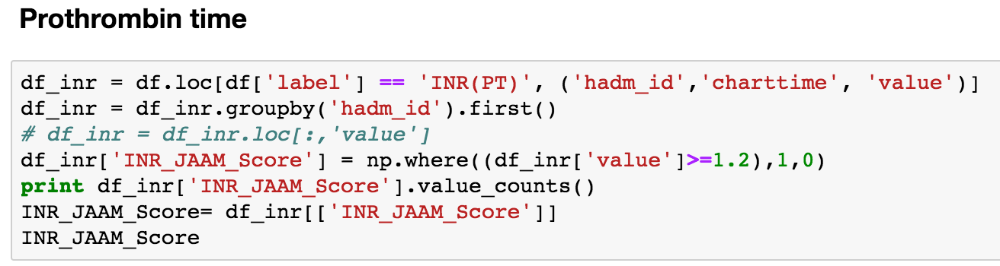 Prothrombin time
df_inr = df.loc[df['label'] == 'INR(PT)', ('hadm_id','charttime', 'value')]
df_inr = df_inr.groupby('hadm_id').first()
# df_inr = df_inr.loc[:,'value']
df_inr['INR_JAAM_Score'] = np.where((df_inr['value']>=1.2),1,0)
print df_inr['INR_JAAM_Score'].value_counts()
INR_JAAM_Score= df_inr[['INR_JAAM_Score']]
INR_JAAM_Score